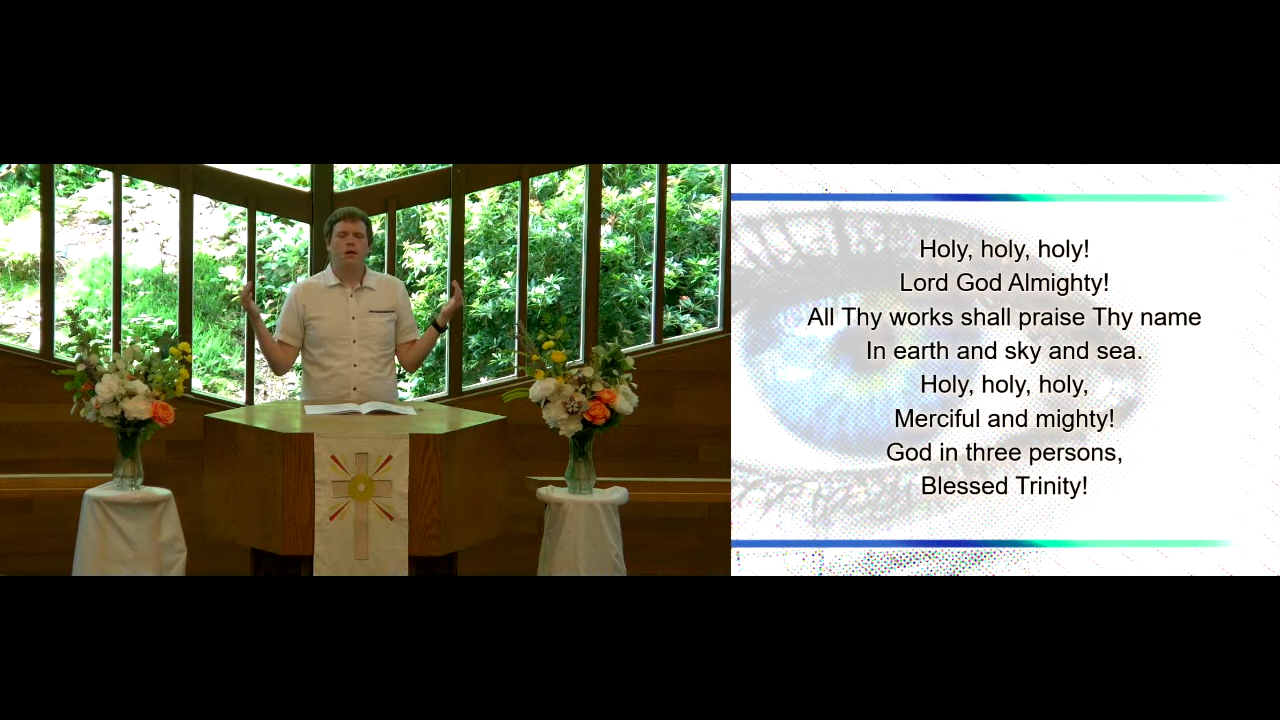 Holy, holy, holy!
Lord God Almighty!
All Thy works shall praise Thy name
In earth and sky and sea.
Holy, holy, holy,
Merciful and mighty!
God in three persons,
Blessed Trinity!